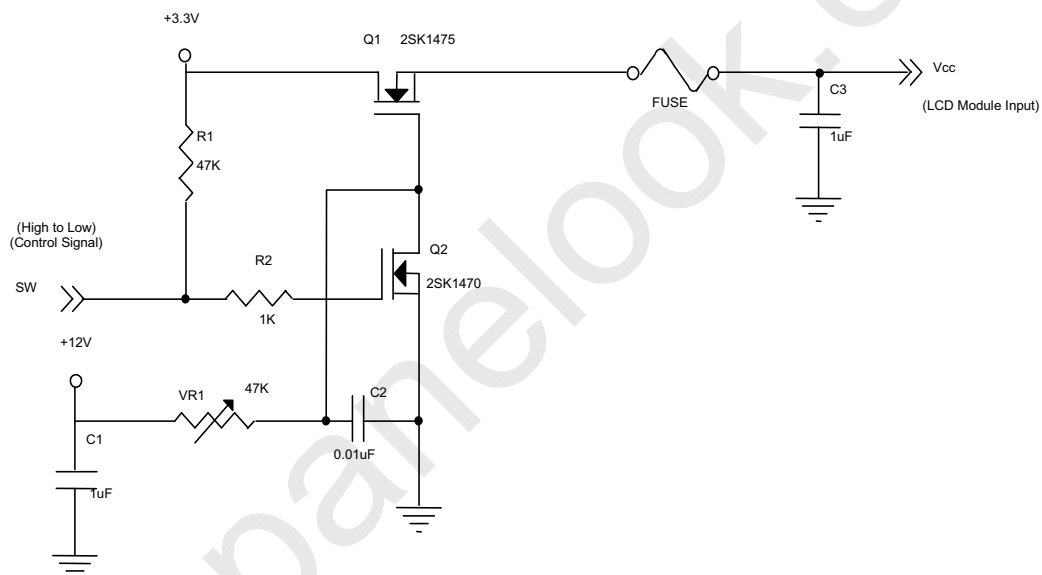 +3.3V
Q1 2SK1475
Vcc
FUSE
C3
(LCD Module Input)
1uF
R1
47K
(High to Low)
(Control Signal)
Q2
R2
SW
2SK1470
1K
+12V
VR1
47K
C2
C1
0.01uF
1uF
panelook.c